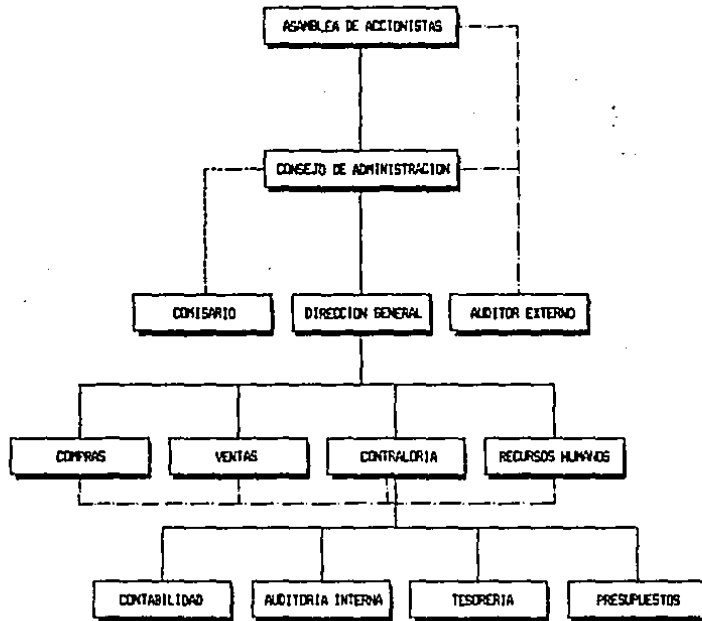 ASAMBLEA DE ACCIONISTAS
CONSEJO DE ADMINISTRACION
COMISARIO
DIRECCION GENERAL
AUDITOR EXTERNO
COMPRAS
VENTAS
CONTRALORIA
RECURSOS HUMANOS
CONTABILIDAD
AUDITORIA INTERNA
TESORERIA
PRESUPUESTOS